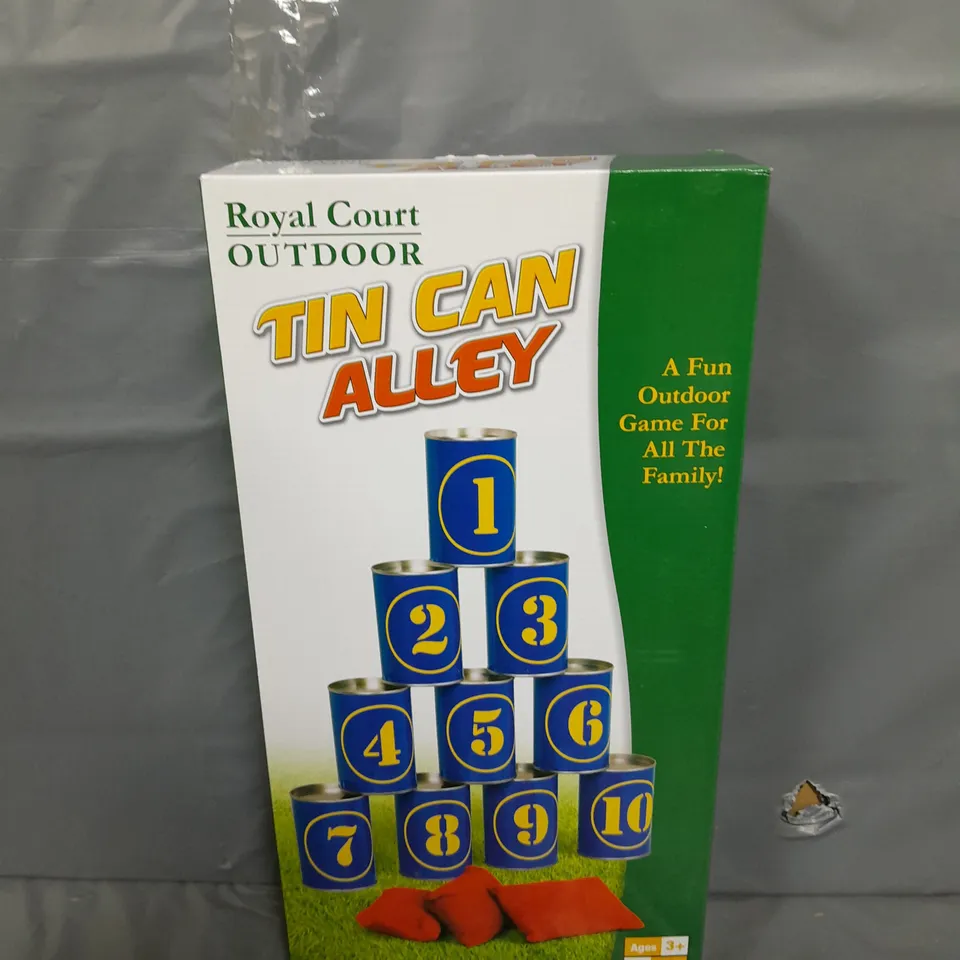 Royal Court
OUTDOOR
TIN CAN
ALLEY
A Fun
Outdoor
Game For
All The
Family!
1
2
3
4
5
6
7
8
9
10
Ages 3+